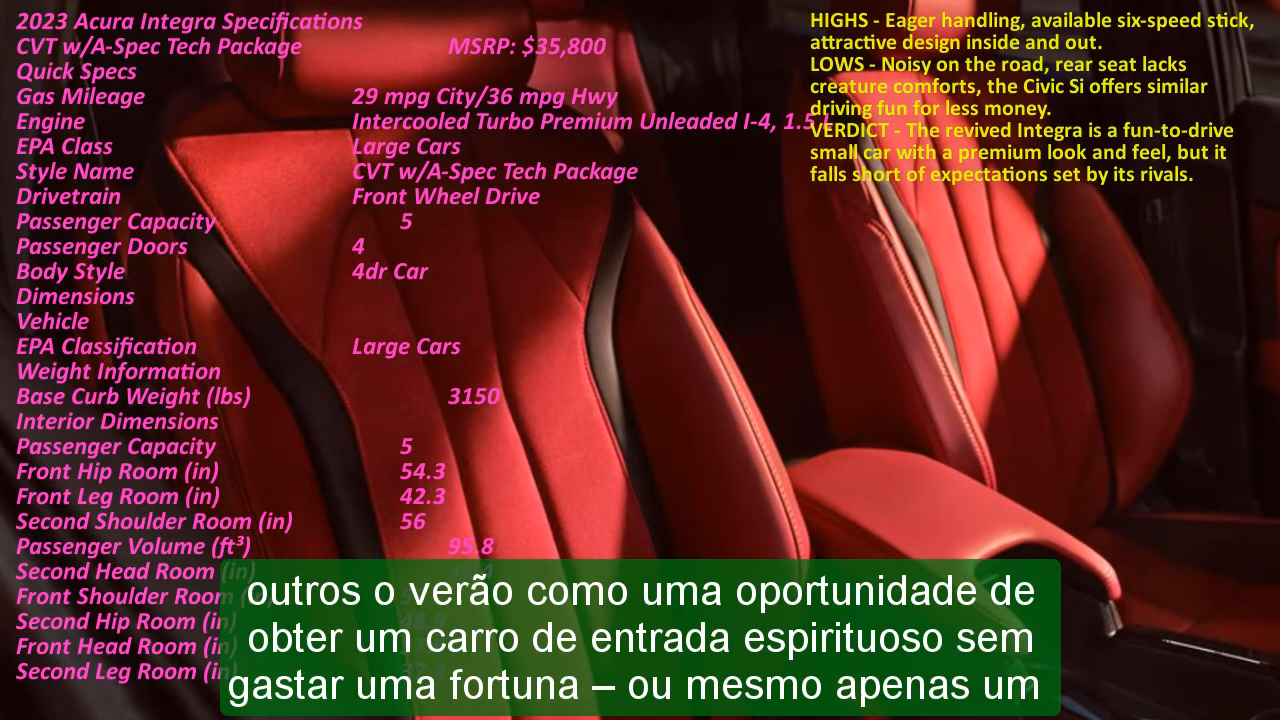 2023 Acura Integra Specifications
CVT w/A-Spec Tech Package MSRP: $35,800
Quick Specs
Gas Mileage 29 mpg City/36 mpg Hwy
Engine Intercooled Turbo Premium Unleaded I-4, 1.5
EPA Class Large Cars
Style Name CVT w/A-Spec Tech Package
Drivetrain Front Wheel Drive
Passenger Capacity 5
Passenger Doors 4
Body Style 4dr Car
Dimensions
Vehicle
EPA Classification Large Cars
Weight Information
Base Curb Weight (lbs) 3150
Interior Dimensions
Passenger Capacity 5
Front Hip Room (in) 54.3
Front Leg Room (in) 42.3
Second Shoulder Room (in) 56
Passenger Volume (ft³) 95.8
Second Head Room (in)
Front Shoulder Room (in)
Second Hip Room (in)
Front Head Room (in)
Second Leg Room (in)
HIGHS - Eager handling, available six-speed stick,
attractive design inside and out.
LOWS - Noisy on the road, rear seat lacks
creature comforts, the Civic Si offers similar
driving fun for less money.
VERDICT - The revived Integra is a fun-to-drive
small car with a premium look and feel, but it
falls short of expectations set by its rivals.
outros o verão como uma oportunidade de
obter um carro de entrada espirituoso sem
gastar uma fortuna – ou mesmo apenas um